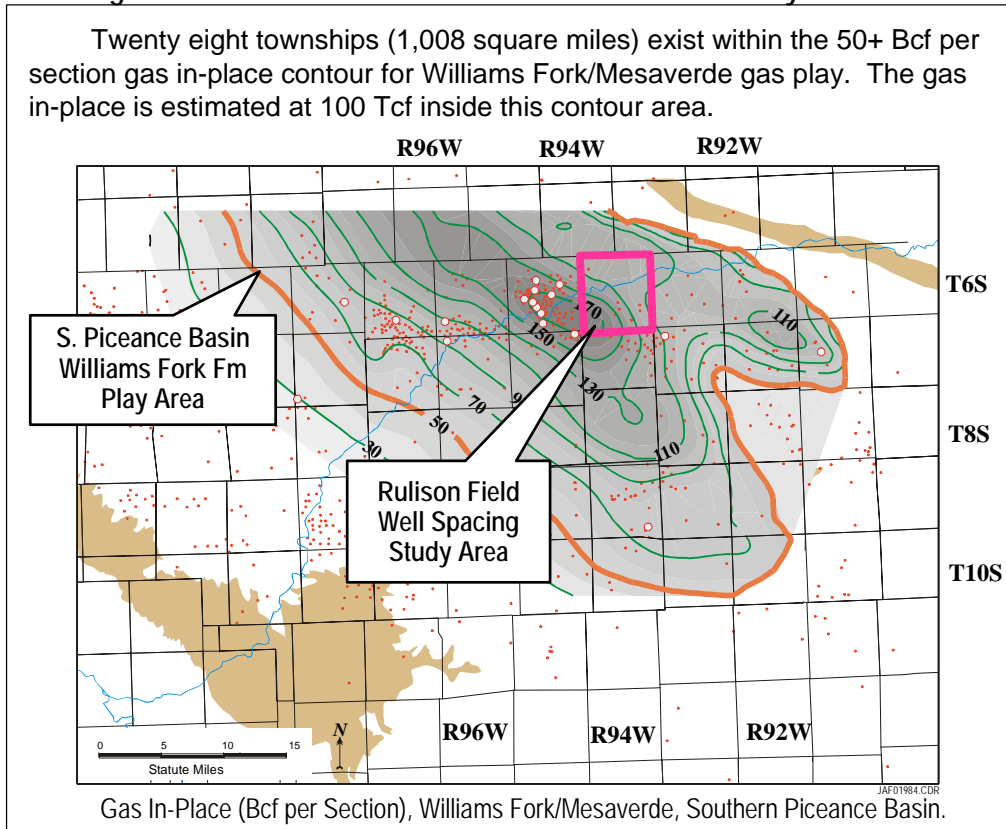 Twenty eight townships (1,008 square miles) exist within the 50+ Bcf per
section gas in-place contour for Williams Fork/Mesaverde gas play. The gas
in-place is estimated at 100 Tcf inside this contour area.
R96W R94W R92W
T6S
170
110
S. Piceance Basin
Williams Fork Fm
Play Area
150
130
9
70
50
30
110
T8S
Rulison Field
Well Spacing
Study Area
T10S
R96W R94W R92W
N
0 5 10 15
Statute Miles
JAF01984.CDR
Gas In-Place (Bcf per Section), Williams Fork/Mesaverde, Southern Piceance Basin.